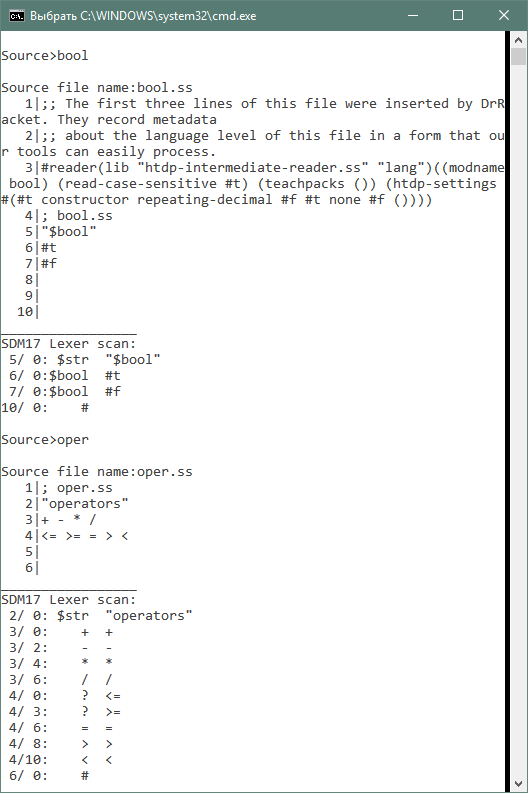 Выбрать C:\WINDOWS\system32\cmd.exe
Source>bool
Source file name:bool.ss
   1|;; The first three lines of this file were inserted by DrR
acket. They record metadata
   2|;; about the language level of this file in a form that ou
r tools can easily process.
   3|#reader(lib "htdp-intermediate-reader.ss" "lang")((modname
 bool) (read-case-sensitive #t) (teachpacks ()) (htdp-settings
#(#t constructor repeating-decimal #f #t none #f ())))
   4|; bool.ss
   5|"$bool"
   6|#t
   7|#f
   8|
   9|
  10|
_________________
SDM17 Lexer scan:
 5/ 0: $str  "$bool"
 6/ 0:$bool  #t
 7/ 0:$bool  #f
10/ 0:    #
Source>oper
Source file name:oper.ss
   1|; oper.ss
   2|"operators"
   3|+ - * /
   4|<= >= = > <
   5|
   6|
_________________
SDM17 Lexer scan:
 2/ 0: $str  "operators"
 3/ 0:    +  +
 3/ 2:    -  -
 3/ 4:    *  *
 3/ 6:    /  /
 4/ 0:    ?  <=
 4/ 3:    ?  >=
 4/ 6:    =  =
 4/ 8:    >  >
 4/10:    <  <
 6/ 0:    #